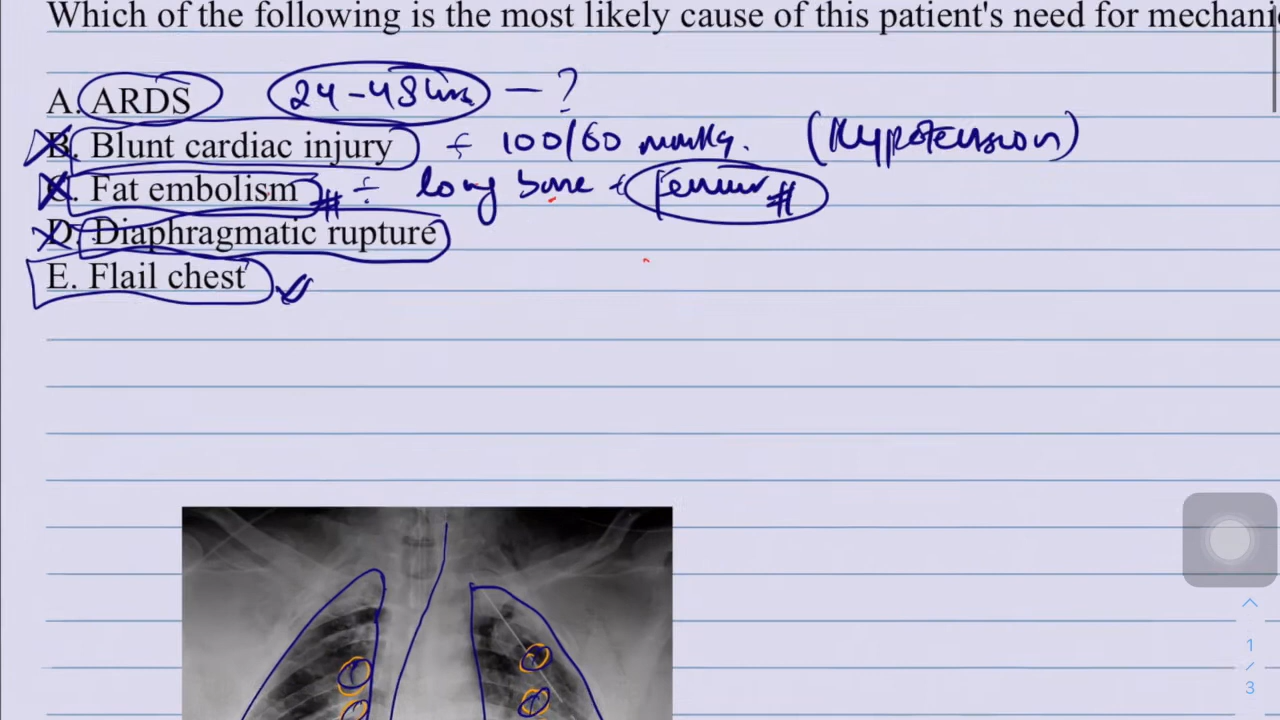 Which of the following is the most likely cause of this patient's need for mechani
A. ARDS 24-48 hrs — ?
B. Blunt cardiac injury ÷ 100/60 mmHg. (Hypotension)
C. Fat embolism # ÷ long bone + femur #
D. Diaphragmatic rupture
E. Flail chest
1
/
3